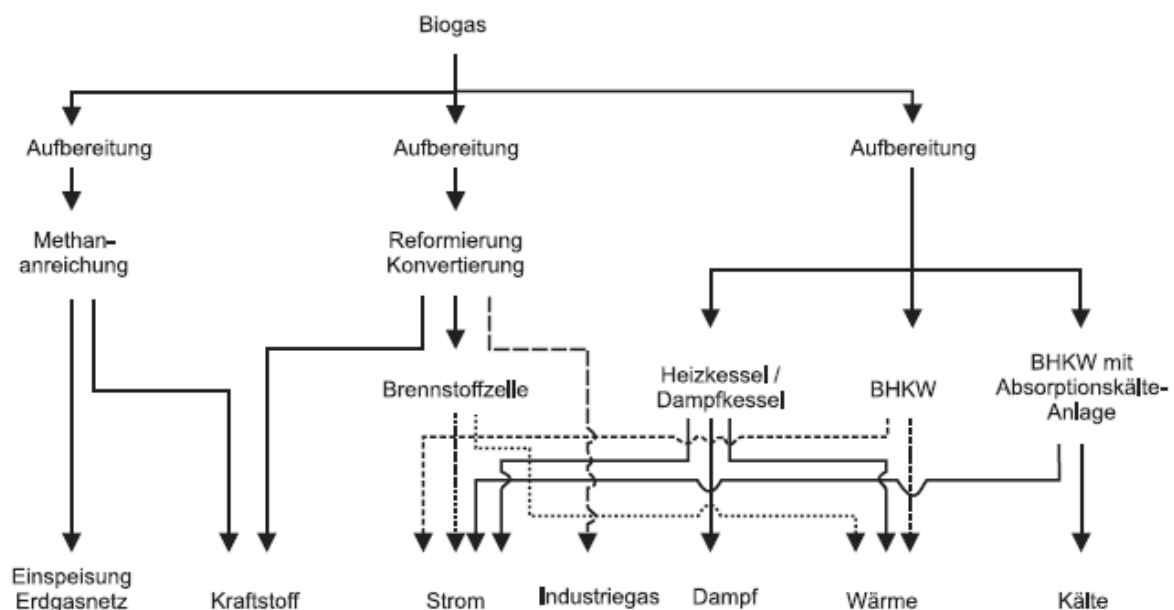 Biogas
Aufbereitung
Aufbereitung
Aufbereitung
Methan-
anreichung
Reformierung
Konvertierung
Brennstoffzelle
Heizkessel /
Dampfkessel
BHKW
BHKW mit
Absorptionskälte-
Anlage
Einspeisung
Erdgasnetz
Kraftstoff
Strom
Industriegas
Dampf
Wärme
Kälte